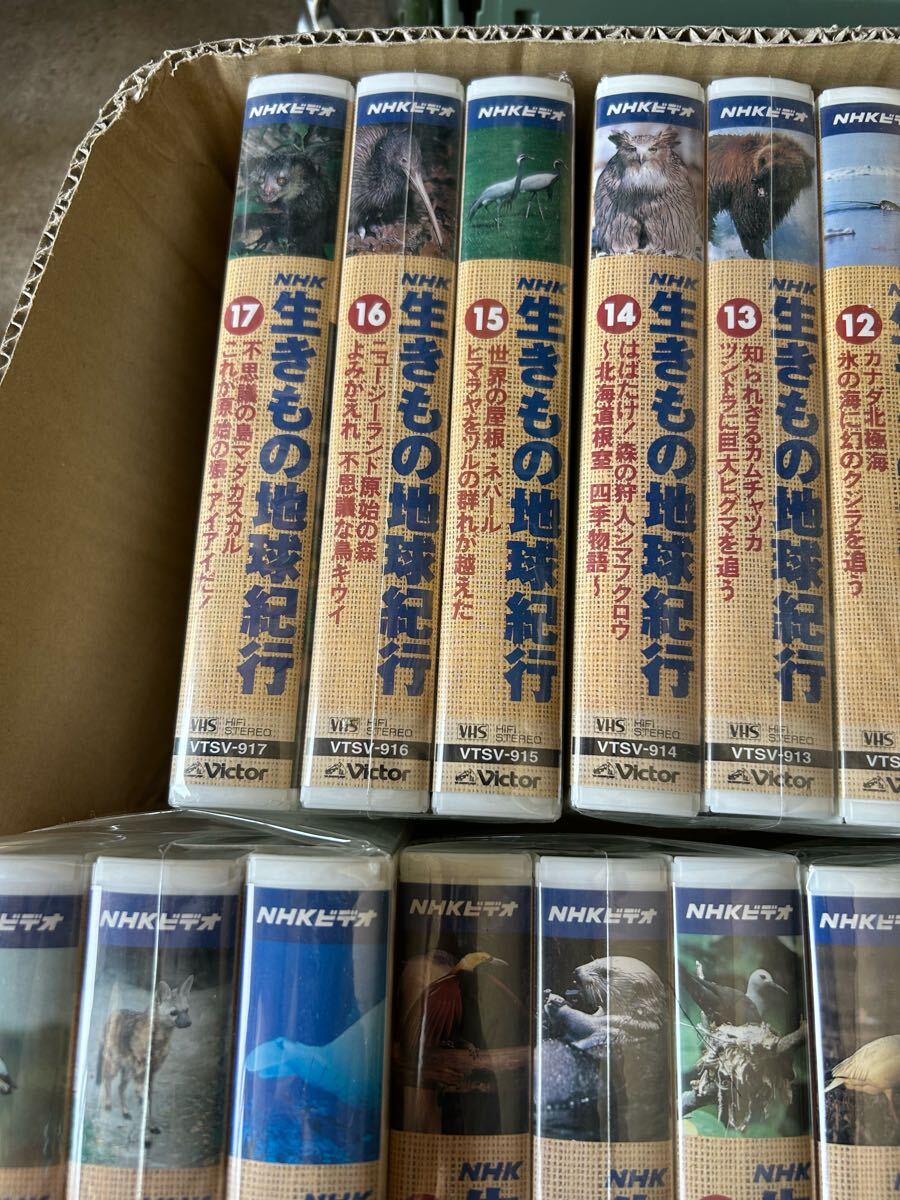 NHKビデオ
NHK
生きもの地球紀行
17
不思議の島マダガスカル
これが原猿の猿・アイアイだ!
VHS HiFi STEREO
VTSV-917
Victor
NHKビデオ
NHK
生きもの地球紀行
16
ニュージーランド 原始の森
よみがえれ 不思議な鳥キウイ
VHS HiFi STEREO
VTSV-916
Victor
NHKビデオ
NHK
生きもの地球紀行
15
世界の屋根・ネパール
ヒマラヤをツルの群れが越えた
VHS HiFi STEREO
VTSV-915
Victor
NHKビデオ
NHK
生きもの地球紀行
14
はばたけ!森の狩人シマフクロウ
〜北海道根室 四季物語〜
VHS HiFi STEREO
VTSV-914
Victor
NHKビデオ
NHK
生きもの地球紀行
13
知られざるカムチャツカ
ツンドラに巨大ヒグマを追う
VHS HiFi STEREO
VTSV-913
Victor
NHKビデ
12
カナダ北極海
氷の海に幻のクジラを追う
VHS
VTS
Vi
ビデオ
NHKビデオ
NHKビデオ
NHK
NHKビデオ
NHK
NHKビデオ
NHK
NHKビデオ
NHK
NHKビデオ